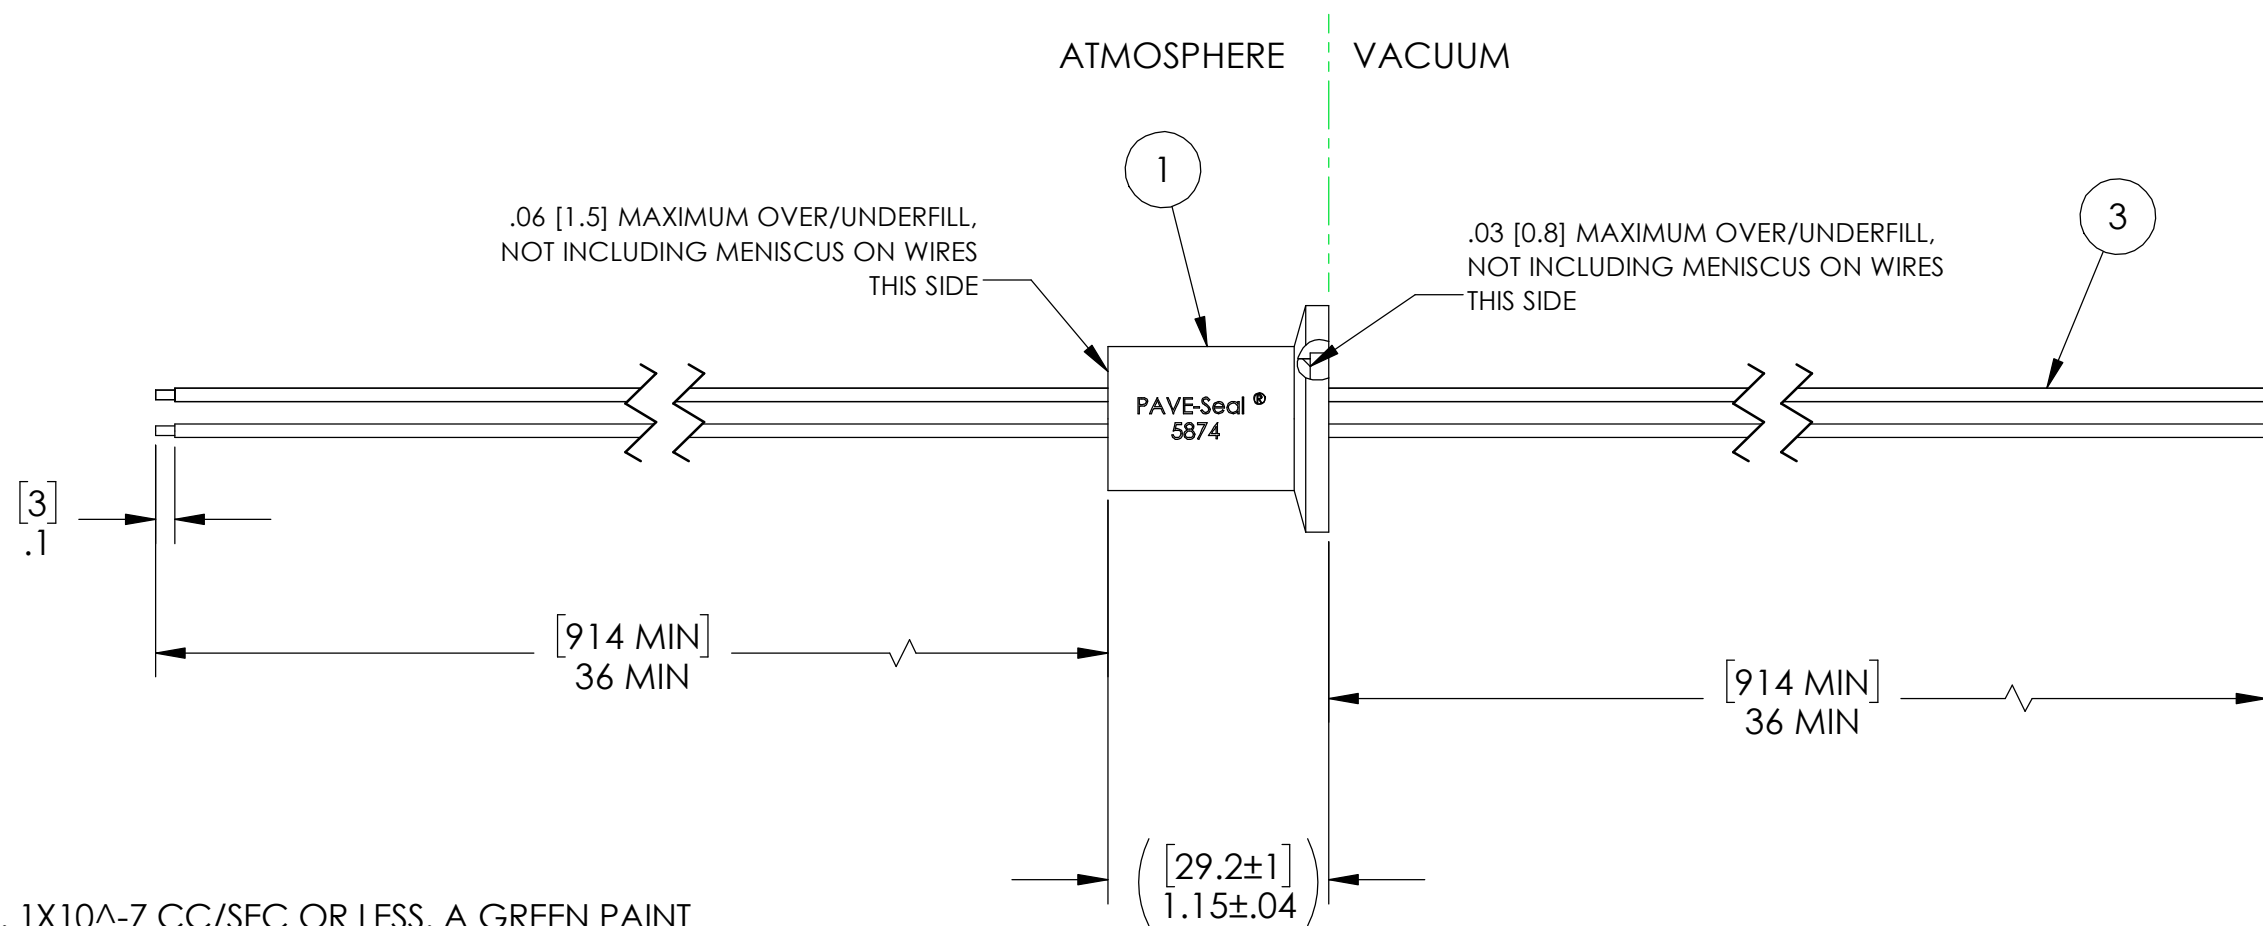 ATMOSPHERE
VACUUM
1
3
.06 [1.5] MAXIMUM OVER/UNDERFILL,
NOT INCLUDING MENISCUS ON WIRES
THIS SIDE
.03 [0.8] MAXIMUM OVER/UNDERFILL,
NOT INCLUDING MENISCUS ON WIRES
THIS SIDE
PAVE-Seal ®
5874
[3]
.1
[914 MIN]
36 MIN
[914 MIN]
36 MIN
([29.2±1]
1.15±.04)
. 1X10^-7 CC/SEC OR LESS. A GREEN PAINT